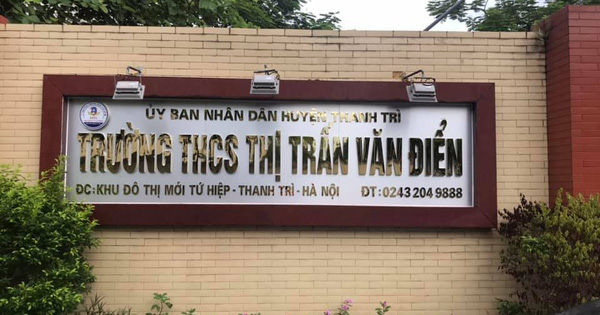 ỦY BAN NHÂN DÂN HUYỆN THANH TRÌ
TRƯỜNG THCS THỊ TRẤN VĂN ĐIỂN
ĐC:KHU ĐÔ THỊ MỚI TỨ HIỆP - THANH TRÌ - HÀ NỘI ĐT: 0243 204 9888